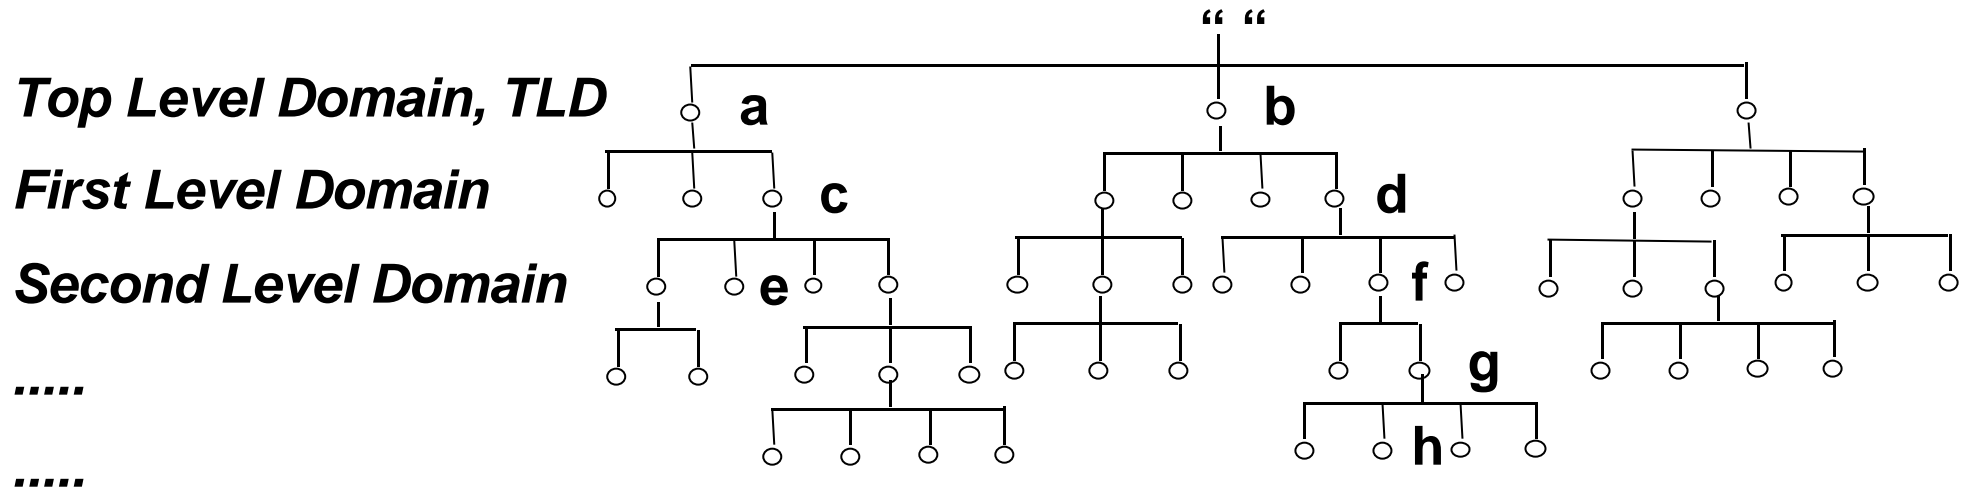 “ “
Top Level Domain, TLD a b
First Level Domain c d
Second Level Domain e f
..... g
h
.....